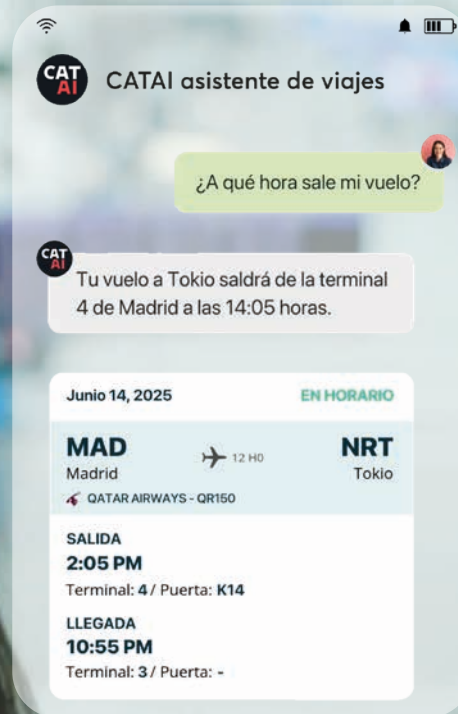 CAT
AI
CATAI asistente de viajes
¿A qué hora sale mi vuelo?
CAT
AI
Tu vuelo a Tokio saldrá de la terminal
4 de Madrid a las 14:05 horas.
Junio 14, 2025 EN HORARIO
MAD 12 H0 NRT
Madrid Tokio
QATAR AIRWAYS - QR150
SALIDA
2:05 PM
Terminal: 4 / Puerta: K14
LLEGADA
10:55 PM
Terminal: 3 / Puerta: -